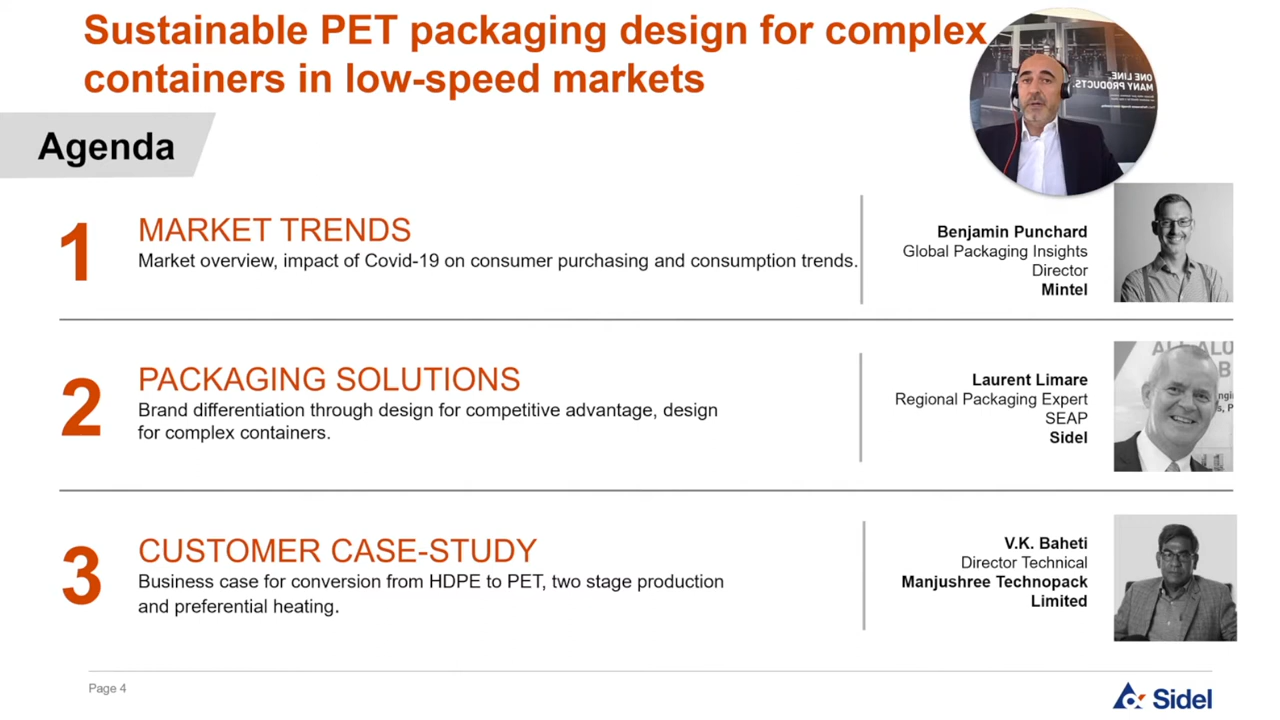 Sustainable PET packaging design for complex
containers in low-speed markets
ONE LINE,
MANY PRODUCTS.
Agenda
1
MARKET TRENDS
Market overview, impact of Covid-19 on consumer purchasing and consumption trends.
Benjamin Punchard
Global Packaging Insights
Director
Mintel
2
PACKAGING SOLUTIONS
Brand differentiation through design for competitive advantage, design
for complex containers.
Laurent Limare
Regional Packaging Expert
SEAP
Sidel
3
CUSTOMER CASE-STUDY
Business case for conversion from HDPE to PET, two stage production
and preferential heating.
V.K. Baheti
Director Technical
Manjushree Technopack
Limited
Page 4
Sidel